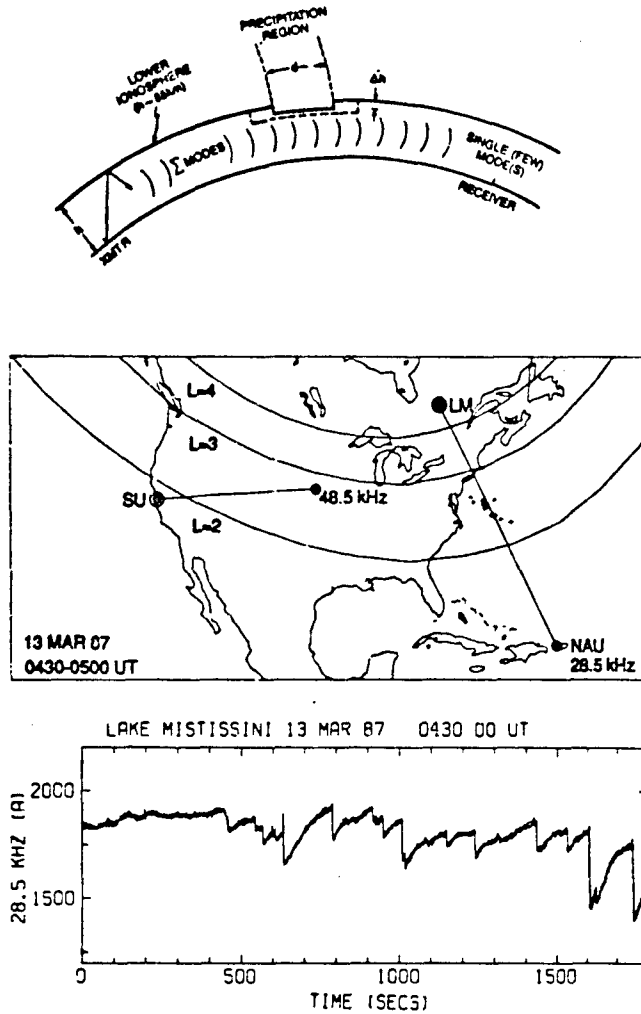 PRECIPITATION
REGION
LOWER
IONOSPHERE
d
Δh
Σ MODES
SINGLE (FEW)
MODE(S)
RECEIVER
XMTR
L=4
LM
L=3
SU
48.5 kHz
L=2
13 MAR 87
0430-0500 UT
NAU
28.5 kHz
LAKE MISTISSINI 13 MAR 87 0430 00 UT
28.5 KHZ (A)
2000
1500
0 500 1000 1500
TIME (SECS)